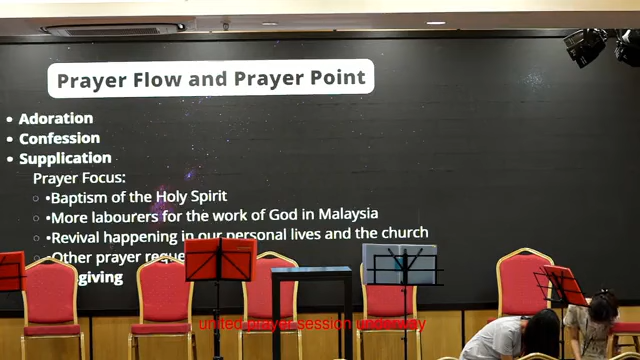 Prayer Flow and Prayer Point
• Adoration
• Confession
• Supplication
Prayer Focus:
○ •Baptism of the Holy Spirit
○ •More labourers for the work of God in Malaysia
○ •Revival happening in our personal lives and the church
○ •Other prayer reque
giving
united prayer session underway